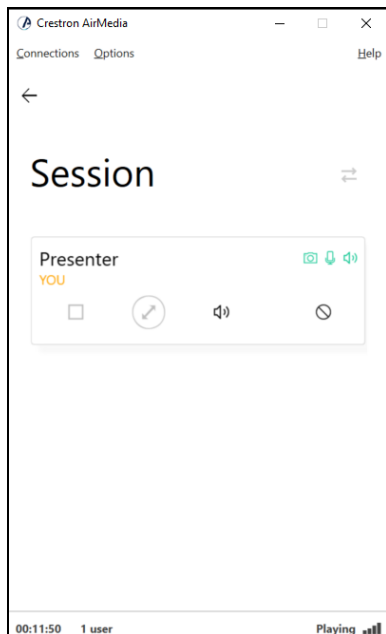 Crestron AirMedia
Connections Options Help
Session
Presenter
YOU
00:11:50 1 user Playing